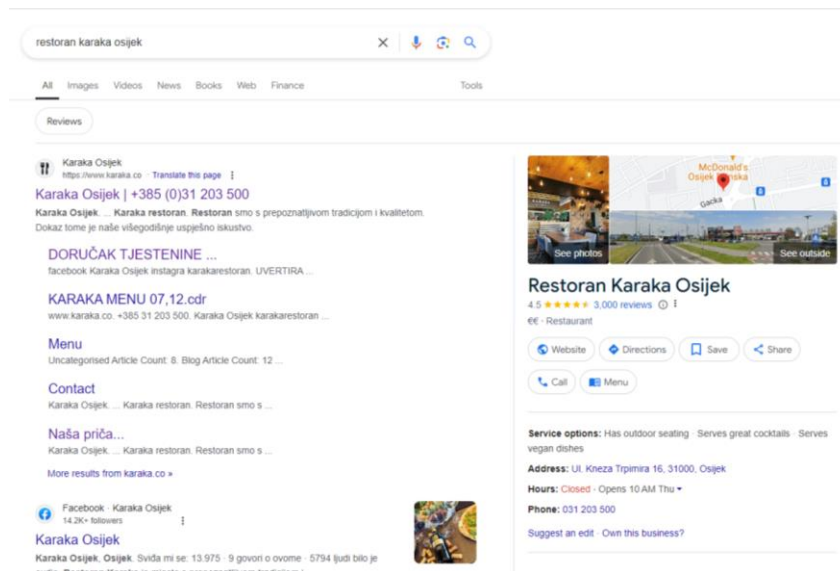 restoran karaka osijek
All Images Videos News Books Web Finance Tools
Reviews
Karaka Osijek
https://www.karaka.co · Translate this page
Karaka Osijek | +385 (0)31 203 500
Karaka Osijek. ... Karaka restoran. Restoran smo s prepoznatljivom tradicijom i kvalitetom.
Dokaz tome je naše višegodišnje uspješno iskustvo.
DORUČAK TJESTENINE ...
facebook Karaka Osijek instagra karakarestoran. UVERTIRA ...
KARAKA MENU 07,12.cdr
www.karaka.co. +385 31 203 500. Karaka Osijek karakarestoran ...
Menu
Uncategorised Article Count: 8. Blog Article Count: 12 ...
Contact
Karaka Osijek. ... Karaka restoran. Restoran smo s ...
Naša priča...
Karaka Osijek. ... Karaka restoran. Restoran smo s ...
More results from karaka.co »
Facebook · Karaka Osijek
14.2K+ followers
Karaka Osijek
Karaka Osijek, Osijek. Sviđa mi se: 13.975 · 9 govori o ovome · 5794 ljudi bilo je
McDonald's
Gacka
See photos
See outside
Restoran Karaka Osijek
4.5 3,000 reviews
€€ · Restaurant
Website Directions Save Share
Call Menu
Service options: Has outdoor seating · Serves great cocktails · Serves
vegan dishes
Address: Ul. Kneza Trpimira 16, 31000, Osijek
Hours: Closed · Opens 10 AM Thu
Phone: 031 203 500
Suggest an edit · Own this business?